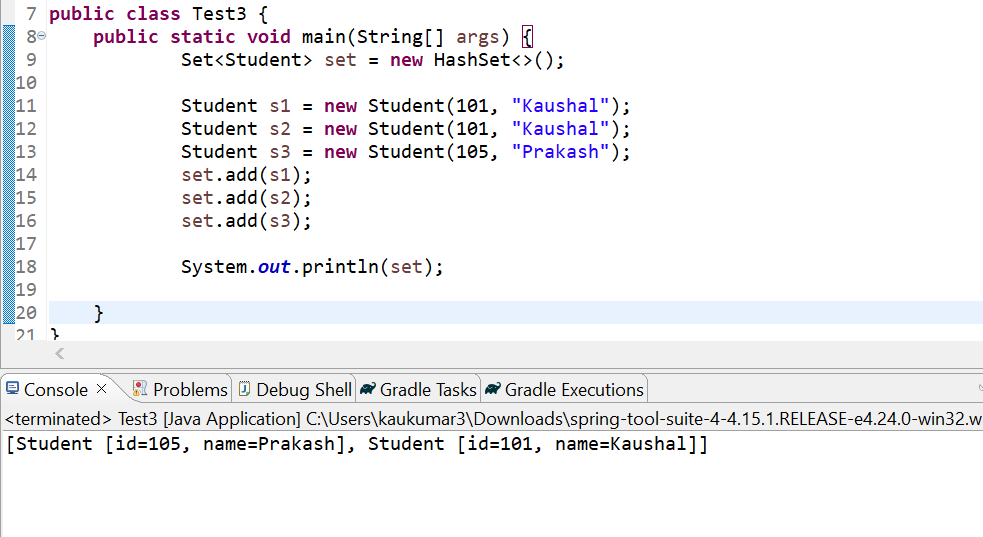 7 public class Test3 {
8 public static void main(String[] args) {
9 Set<Student> set = new HashSet<>();
10
11 Student s1 = new Student(101, "Kaushal");
12 Student s2 = new Student(101, "Kaushal");
13 Student s3 = new Student(105, "Prakash");
14 set.add(s1);
15 set.add(s2);
16 set.add(s3);
17
18 System.out.println(set);
19
20 }
21 }
Console Problems Debug Shell Gradle Tasks Gradle Executions
<terminated> Test3 [Java Application] C:\Users\kaukumar3\Downloads\spring-tool-suite-4-4.15.1.RELEASE-e4.24.0-win32.w
[Student [id=105, name=Prakash], Student [id=101, name=Kaushal]]